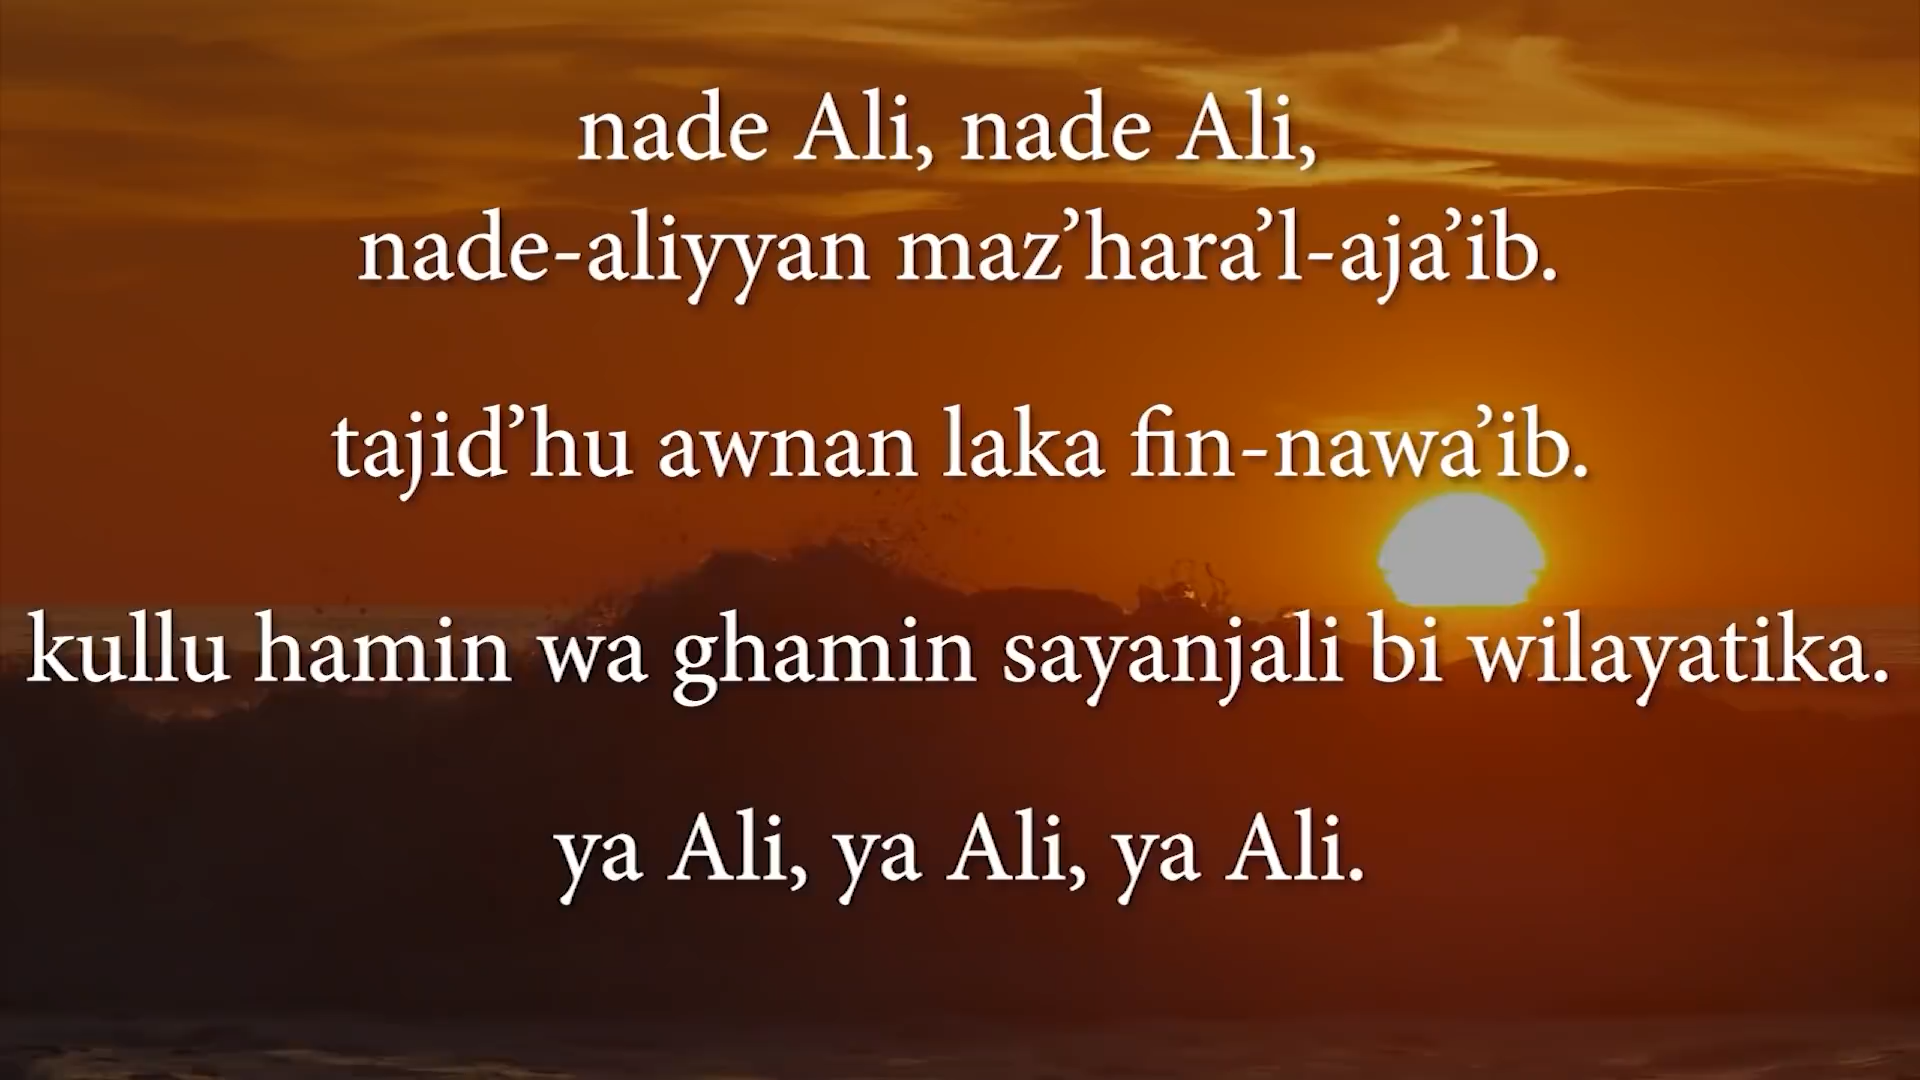 nade Ali, nade Ali,
nade-aliyyan maz’hara’l-aja’ib.
tajid’hu awnan laka fin-nawa’ib.
kullu hamin wa ghamin sayanjali bi wilayatika.
ya Ali, ya Ali, ya Ali.